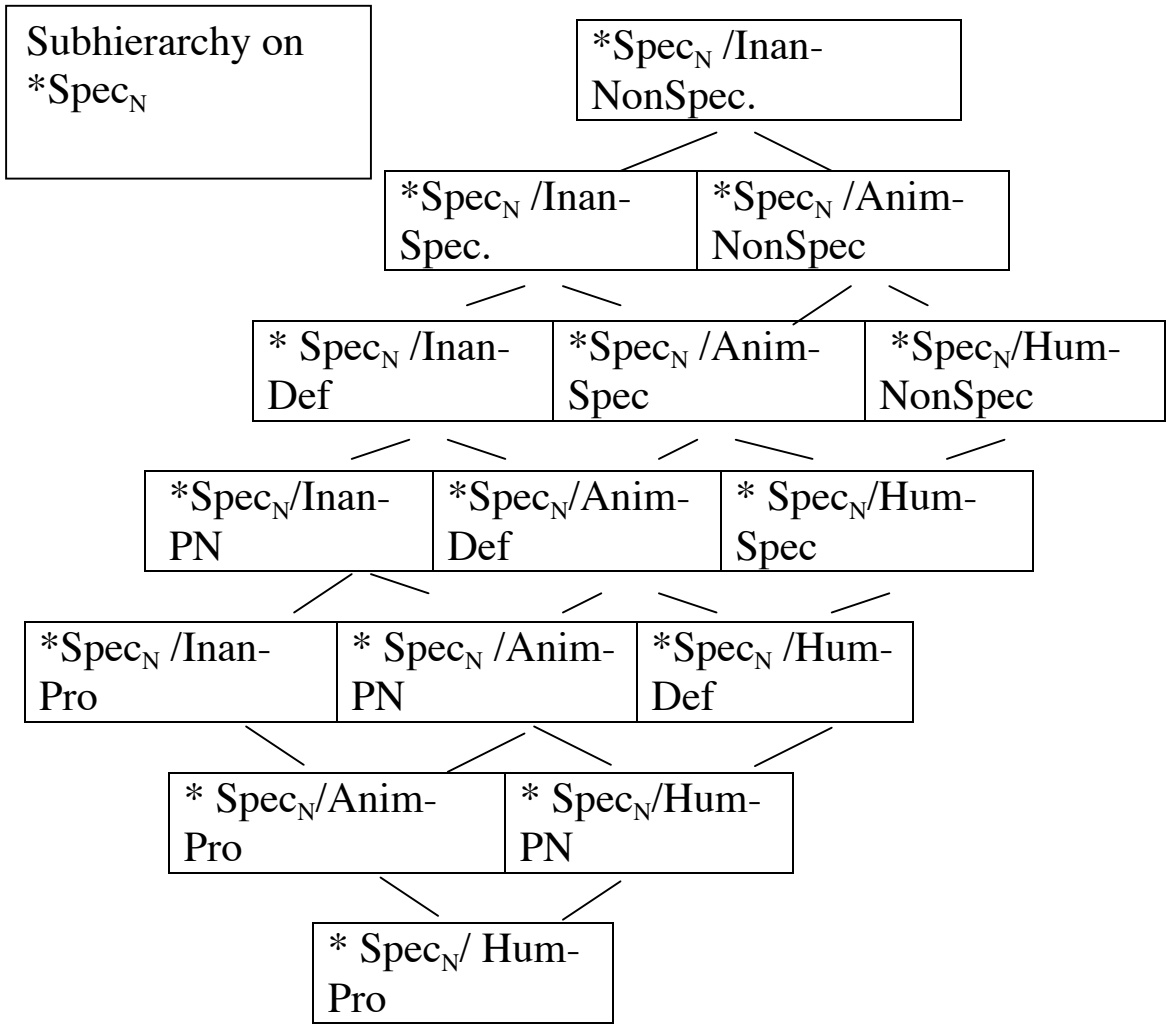 Subhierarchy on
*Spec_N
*Spec_N /Inan-
NonSpec.
*Spec_N /Inan-
Spec.
*Spec_N /Anim-
NonSpec
* Spec_N /Inan-
Def
*Spec_N /Anim-
Spec
*Spec_N/Hum-
NonSpec
*Spec_N/Inan-
PN
*Spec_N/Anim-
Def
* Spec_N/Hum-
Spec
*Spec_N /Inan-
Pro
* Spec_N /Anim-
PN
*Spec_N /Hum-
Def
* Spec_N/Anim-
Pro
* Spec_N/Hum-
PN
* Spec_N/ Hum-
Pro